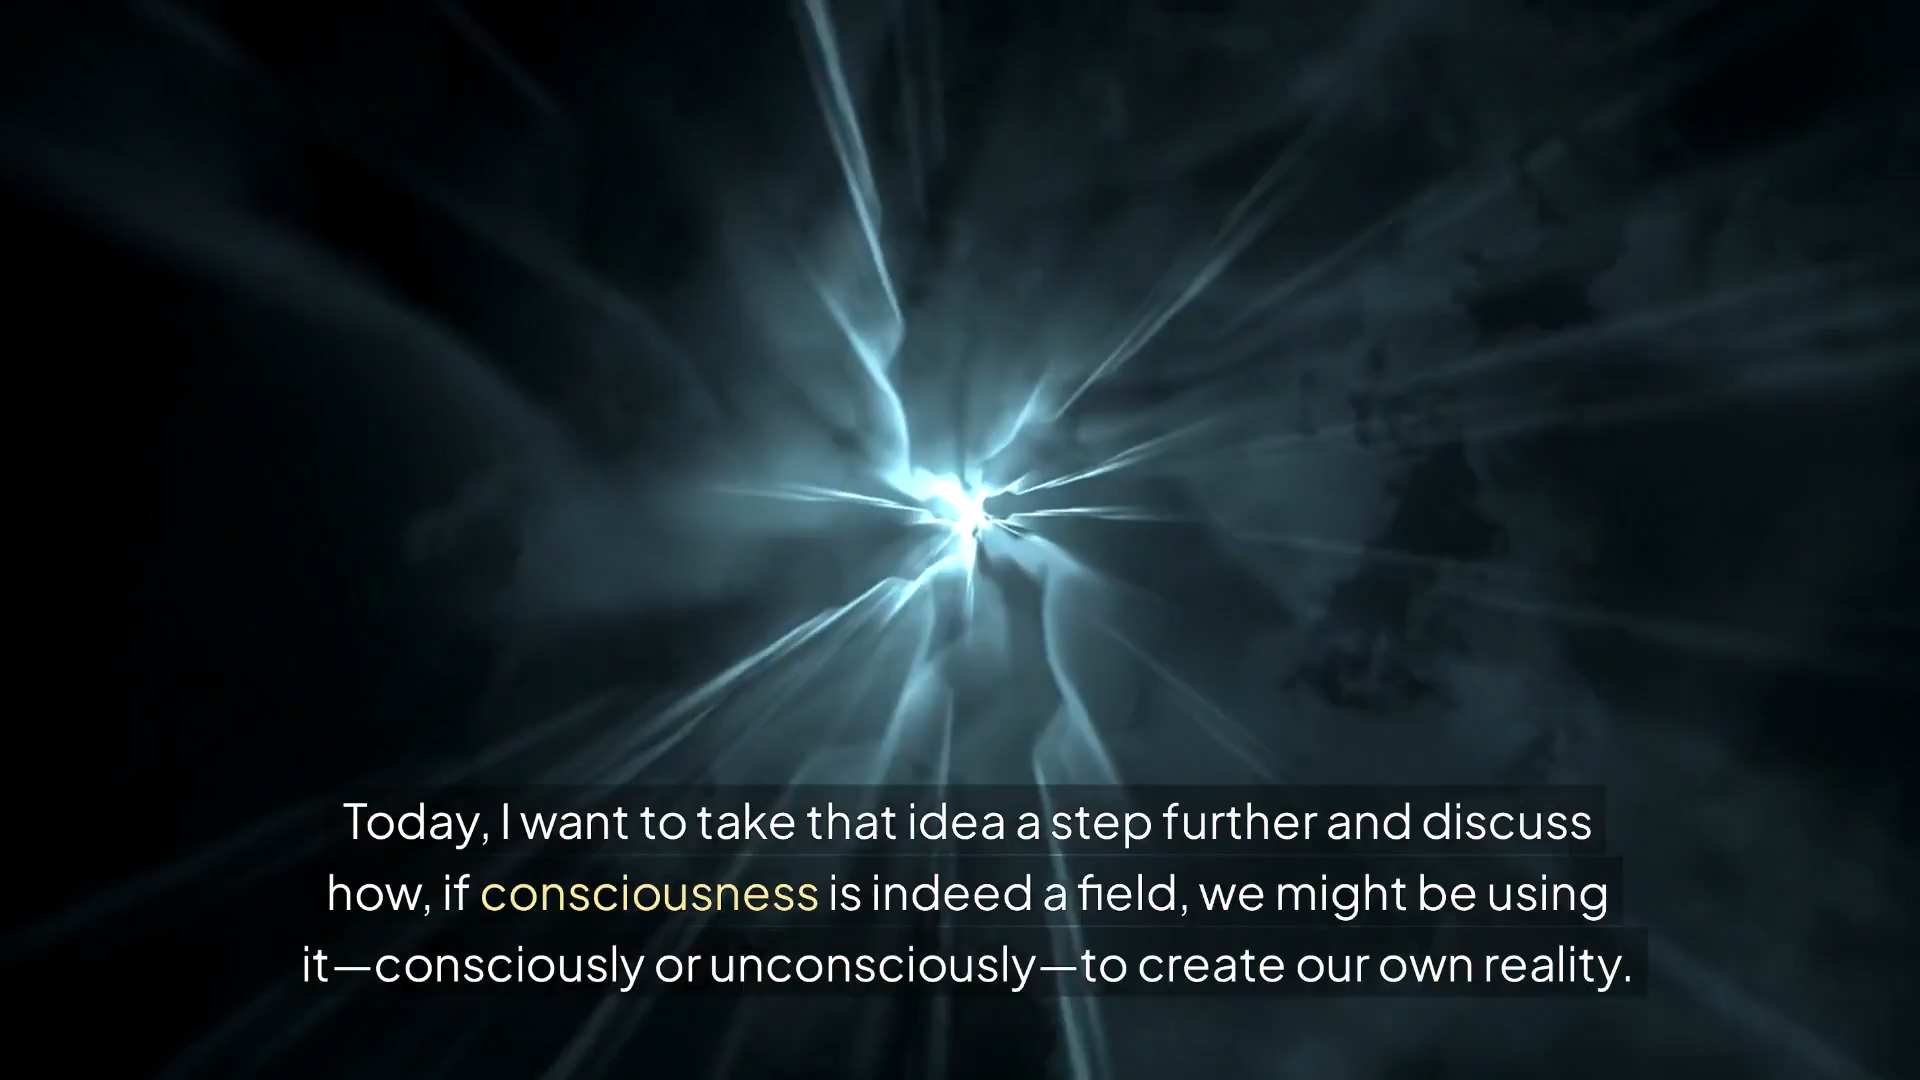 Today, I want to take that idea a step further and discuss
how, if consciousness is indeed a field, we might be using
it—consciously or unconsciously—to create our own reality.